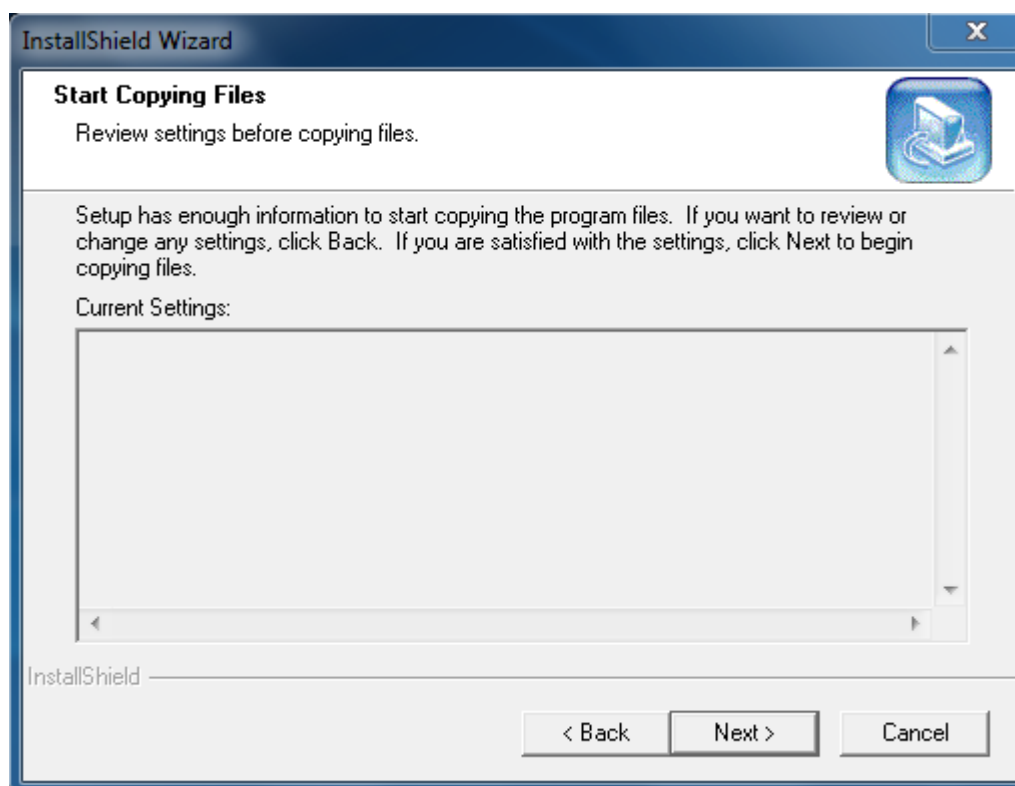 InstallShield Wizard
Start Copying Files
Review settings before copying files.
Setup has enough information to start copying the program files.  If you want to review or
change any settings, click Back.  If you are satisfied with the settings, click Next to begin
copying files.
Current Settings:
InstallShield
< Back
Next >
Cancel